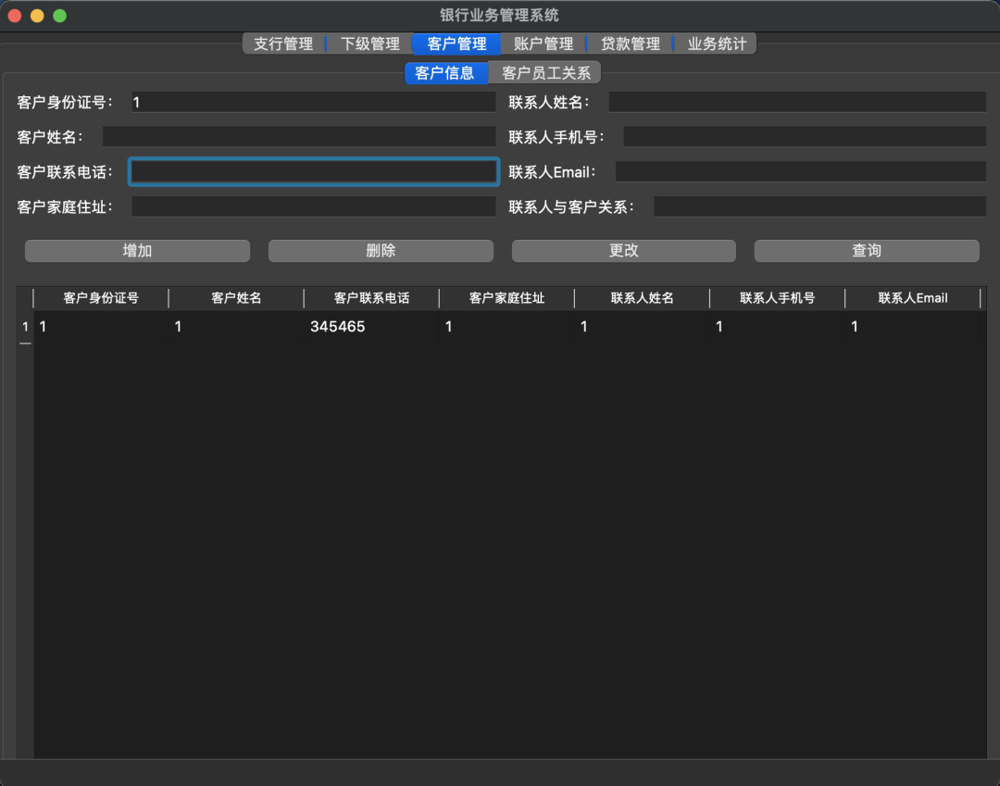 银行业务管理系统
支行管理 下级管理 客户管理 账户管理 贷款管理 业务统计
客户信息 客户员工关系
客户身份证号： 1 联系人姓名：
客户姓名： 联系人手机号：
客户联系电话： 联系人Email：
客户家庭住址： 联系人与客户关系：
增加 删除 更改 查询
客户身份证号 客户姓名 客户联系电话 客户家庭住址 联系人姓名 联系人手机号 联系人Email
1 1 1 345465 1 1 1 1